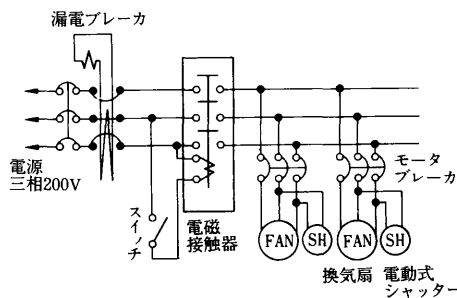 漏電ブレーカ
電源
三相200V
スイッチ
電磁
接触器
モータ
ブレーカ
FAN
SH
FAN
SH
換気扇
電動式
シャッター